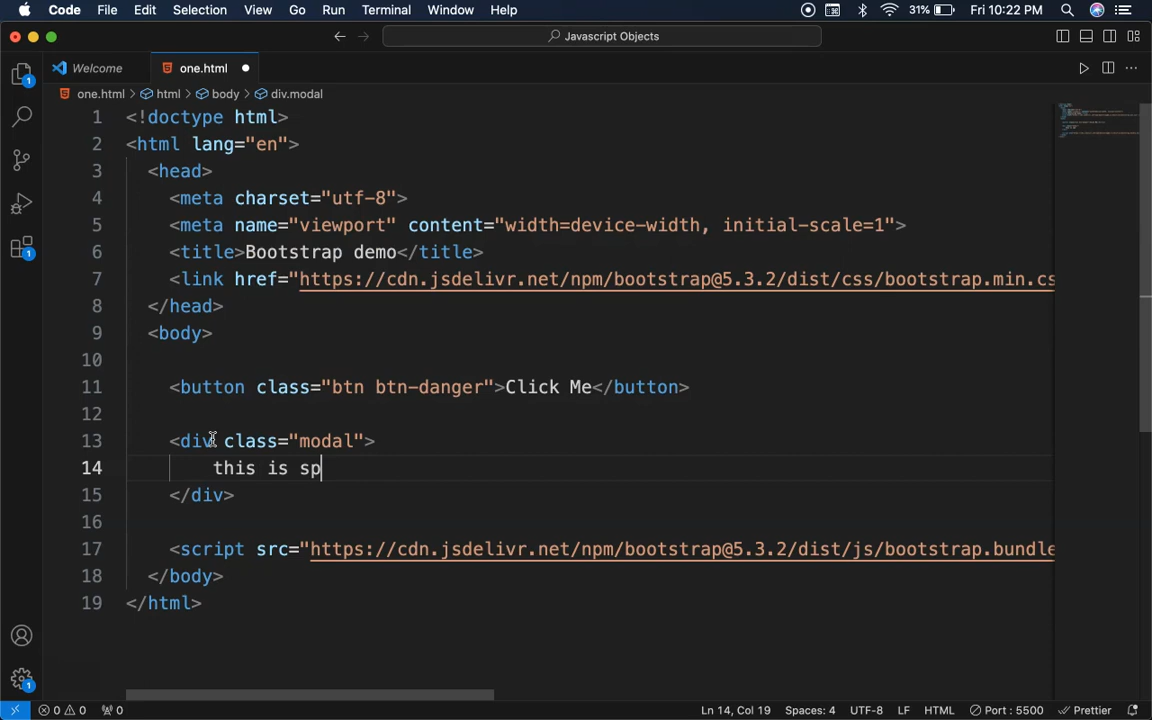 Code File Edit Selection View Go Run Terminal Window Help 31% Fri 10:22 PM
Javascript Objects
Welcome one.html
one.html html body div.modal
1 <!doctype html>
2 <html lang="en">
3 <head>
4 <meta charset="utf-8">
5 <meta name="viewport" content="width=device-width, initial-scale=1">
6 <title>Bootstrap demo</title>
7 <link href="https://cdn.jsdelivr.net/npm/bootstrap@5.3.2/dist/css/bootstrap.min.cs
8 </head>
9 <body>
10
11 <button class="btn btn-danger">Click Me</button>
12
13 <div class="modal">
14 this is sp
15 </div>
16
17 <script src="https://cdn.jsdelivr.net/npm/bootstrap@5.3.2/dist/js/bootstrap.bundle
18 </body>
19 </html>
1
1
1
0 0 0 Ln 14, Col 19 Spaces: 4 UTF-8 LF HTML Port : 5500 Prettier